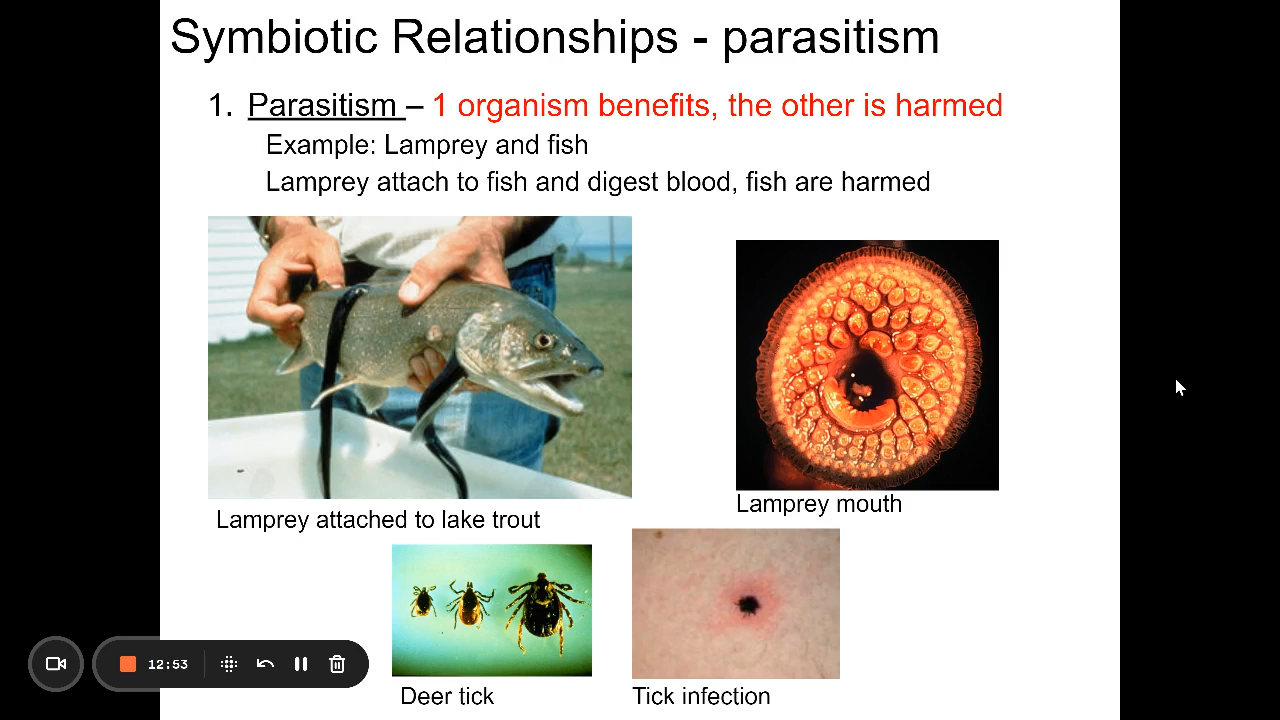 Symbiotic Relationships - parasitism
1. Parasitism – 1 organism benefits, the other is harmed
Example: Lamprey and fish
Lamprey attach to fish and digest blood, fish are harmed
Lamprey attached to lake trout
Lamprey mouth
12:53
Deer tick
Tick infection